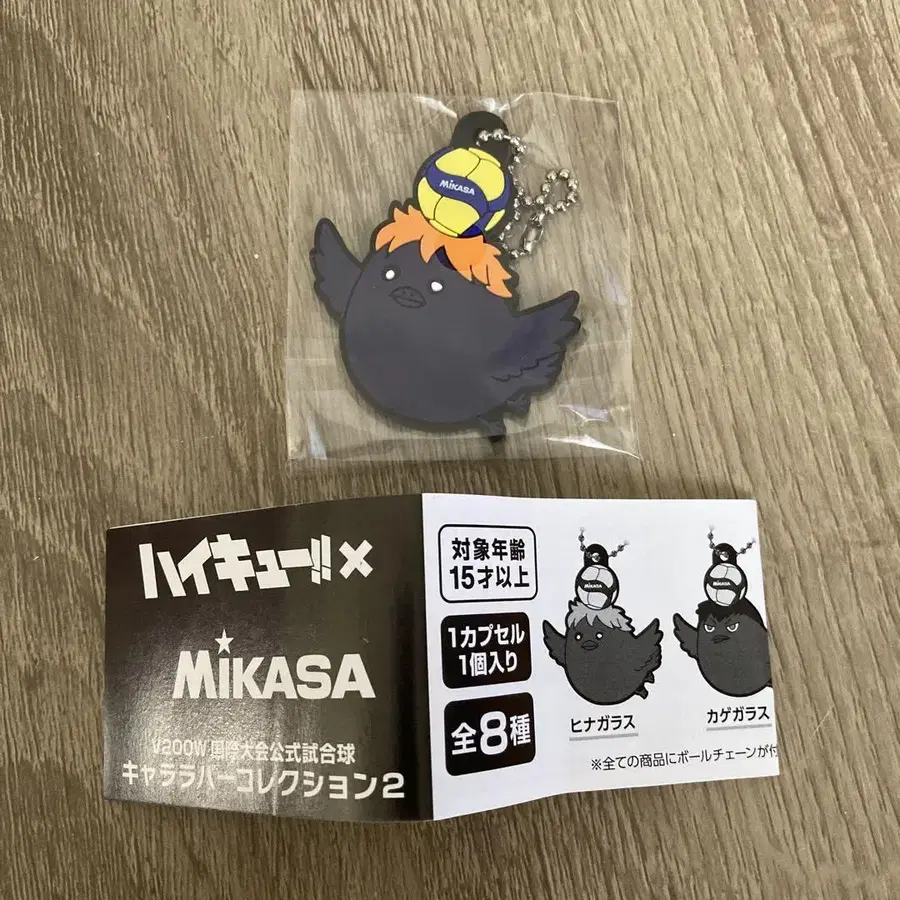 MIKASA
ハイキュー!!×
MIKASA
V200W 国際大会公式試合球
キャララバーコレクション2
対象年齢
15才以上
1カプセル
1個入り
全8種
MIKASA
MIKASA
ヒナガラス
カゲガラス
※全ての商品にボールチェーンが付